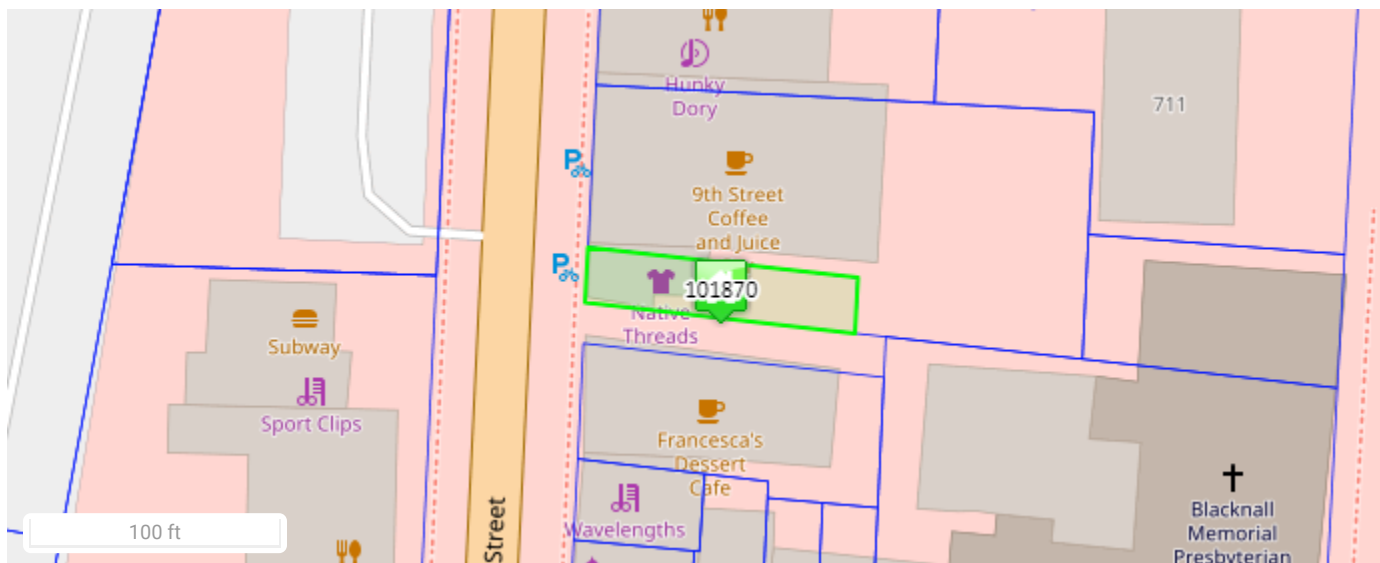 Hunky
Dory
711
9th Street
Coffee
and Juice
101870
Native
Threads
Subway
Sport Clips
Francesca's
Dessert
Cafe
Wavelengths
Street
Blacknall
Memorial
Presbyterian
100 ft
P
P